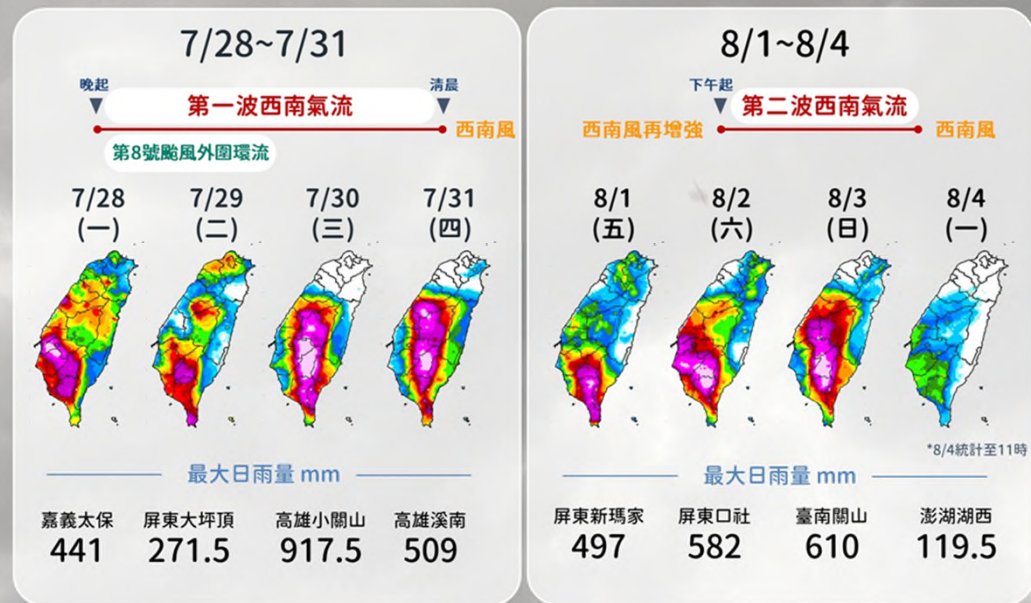 7/28~7/31
晚起
清晨
第一波西南氣流
西南風
第8號颱風外圍環流
7/28 7/29 7/30 7/31
(一) (二) (三) (四)
最大日雨量 mm
嘉義太保 屏東大坪頂 高雄小關山 高雄溪南
441 271.5 917.5 509
8/1~8/4
下午起
第二波西南氣流
西南風再增強
西南風
8/1 8/2 8/3 8/4
(五) (六) (日) (一)
*8/4統計至11時
最大日雨量 mm
屏東新瑪家 屏東口社 臺南關山 澎湖湖西
497 582 610 119.5